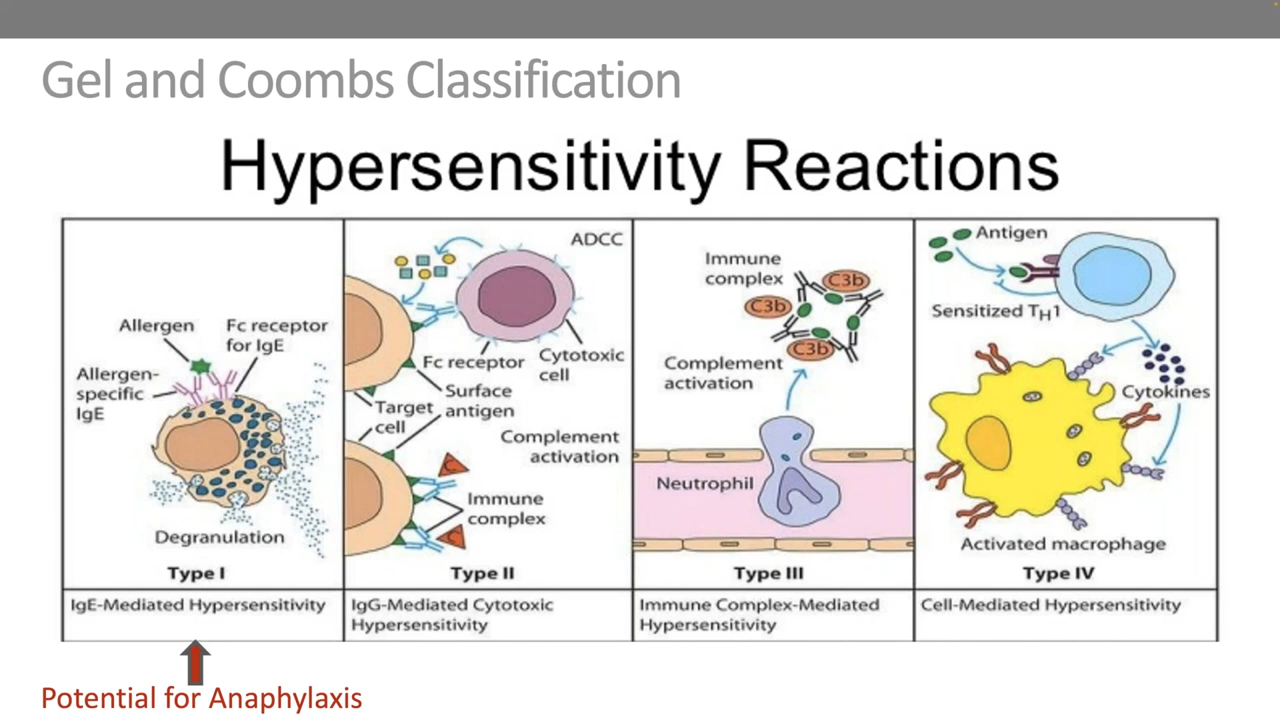 Gel and Coombs Classification
Hypersensitivity Reactions
Allergen
Fc receptor
for IgE
Allergen-
specific
IgE
Degranulation
Type I
IgE-Mediated Hypersensitivity
ADCC
Fc receptor
Cytotoxic
cell
Surface
antigen
Target
cell
Complement
activation
C
Immune
complex
C
Type II
IgG-Mediated Cytotoxic
Hypersensitivity
Immune
complex
C3b
C3b
C3b
Complement
activation
Neutrophil
Type III
Immune Complex-Mediated
Hypersensitivity
Antigen
Sensitized TH1
Cytokines
Activated macrophage
Type IV
Cell-Mediated Hypersensitivity
Potential for Anaphylaxis